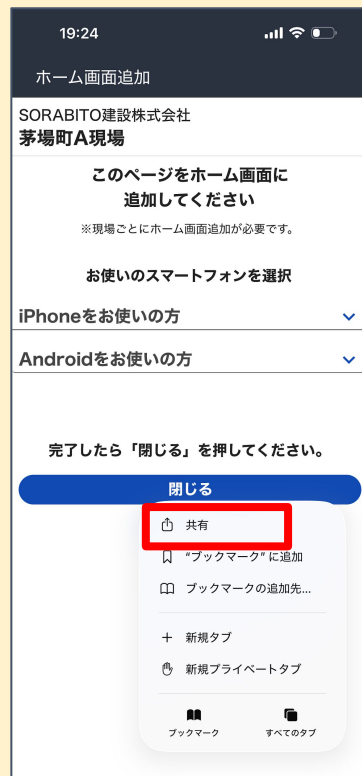 19:24
ホーム画面追加
SORABITO建設株式会社
茅場町A現場
このページをホーム画面に
追加してください
※現場ごとにホーム画面追加が必要です。
お使いのスマートフォンを選択
iPhoneをお使いの方
Androidをお使いの方
完了したら「閉じる」を押してください。
閉じる
共有
“ブックマーク” に追加
ブックマークの追加先...
新規タブ
新規プライベートタブ
ブックマーク
すべてのタブ